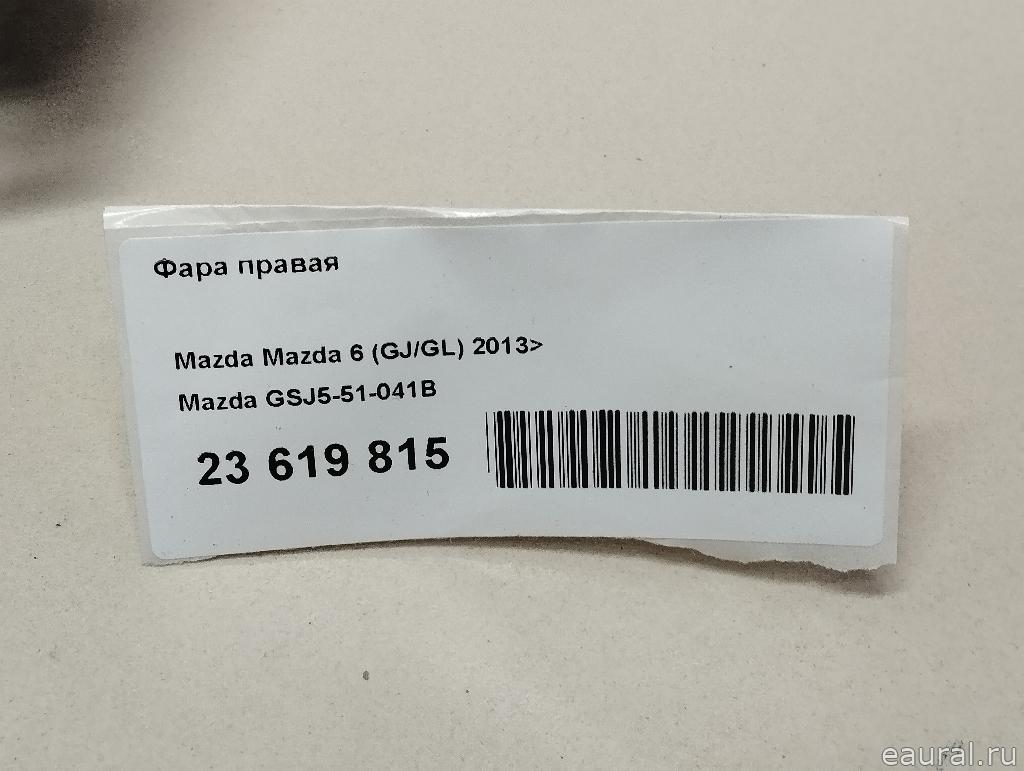 Фара правая
Mazda Mazda 6 (GJ/GL) 2013>
Mazda GSJ5-51-041B
23 619 815
eaural.ru